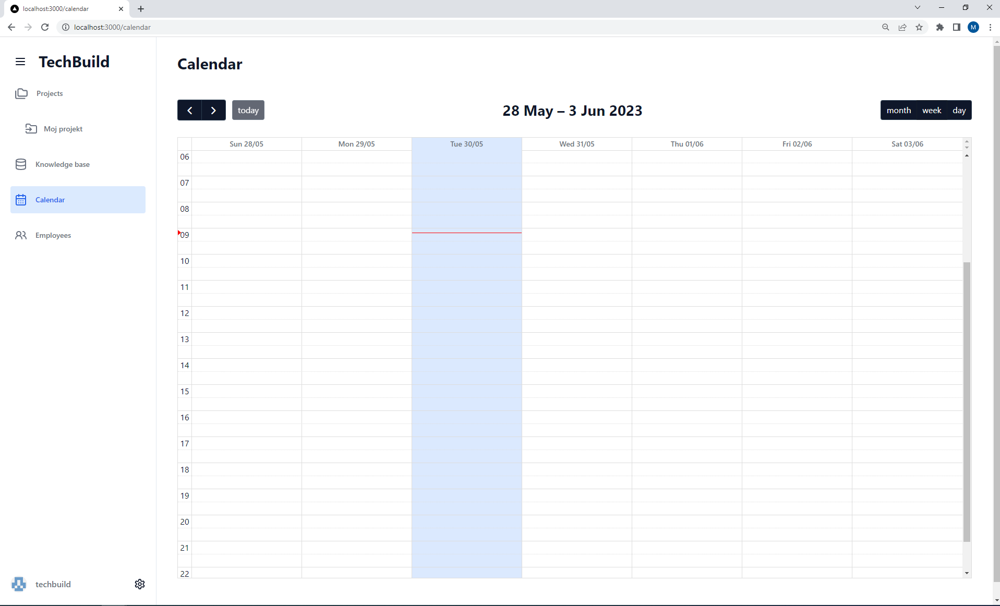 localhost:3000/calendar
localhost:3000/calendar
M
TechBuild
Projects
Moj projekt
Knowledge base
Calendar
Employees
techbuild
Calendar
today
28 May – 3 Jun 2023
month week day
Sun 28/05 Mon 29/05 Tue 30/05 Wed 31/05 Thu 01/06 Fri 02/06 Sat 03/06
06
07
08
09
10
11
12
13
14
15
16
17
18
19
20
21
22